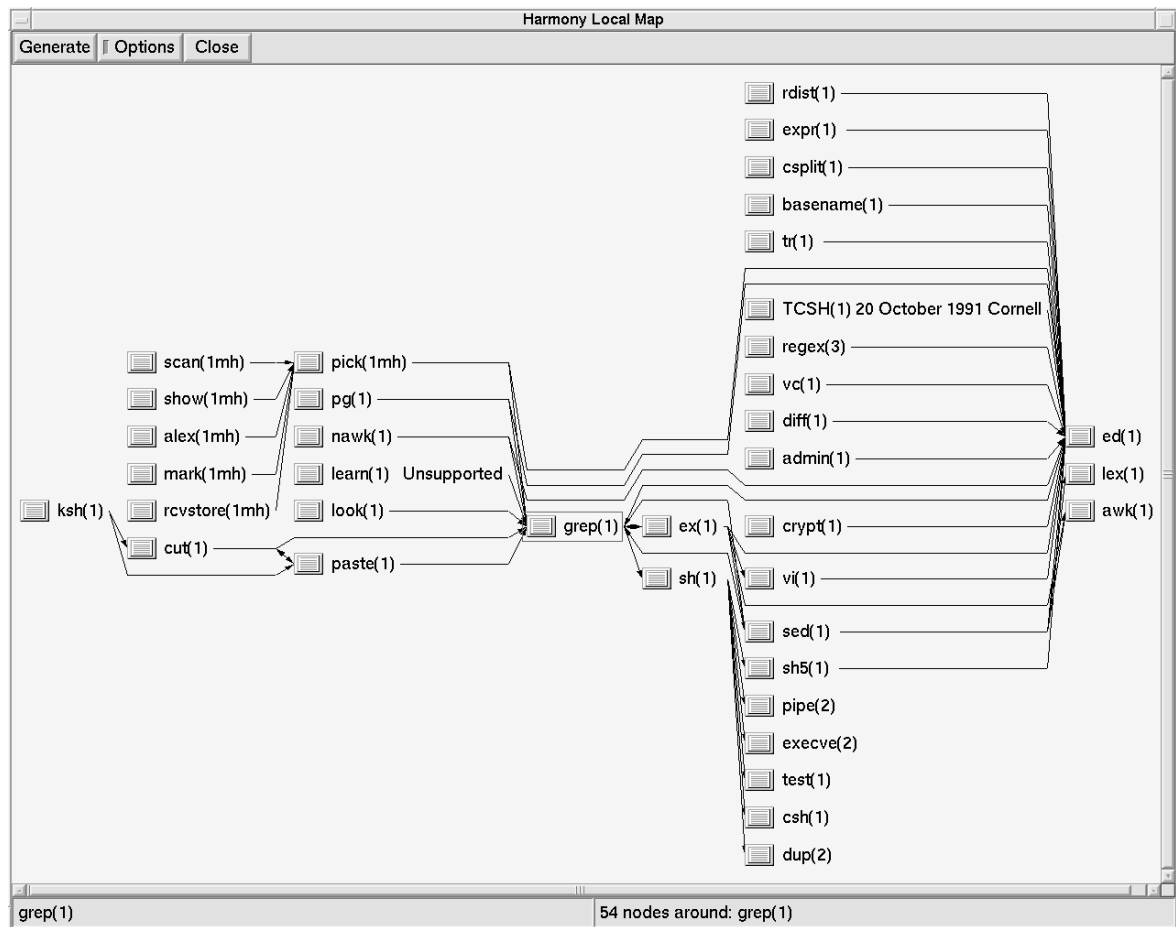 Harmony Local Map
Generate Options Close
rdist(1)
expr(1)
csplit(1)
basename(1)
tr(1)
TCSH(1) 20 October 1991 Cornell
regex(3)
scan(1mh) pick(1mh)
vc(1)
show(1mh) pg(1)
diff(1)
alex(1mh) nawk(1) ed(1)
admin(1)
mark(1mh) learn(1) Unsupported lex(1)
ksh(1) rcvstore(1mh) look(1) awk(1)
grep(1) ex(1) crypt(1)
cut(1)
paste(1)
sh(1) vi(1)
sed(1)
sh5(1)
pipe(2)
execve(2)
test(1)
csh(1)
dup(2)
grep(1) 54 nodes around: grep(1)